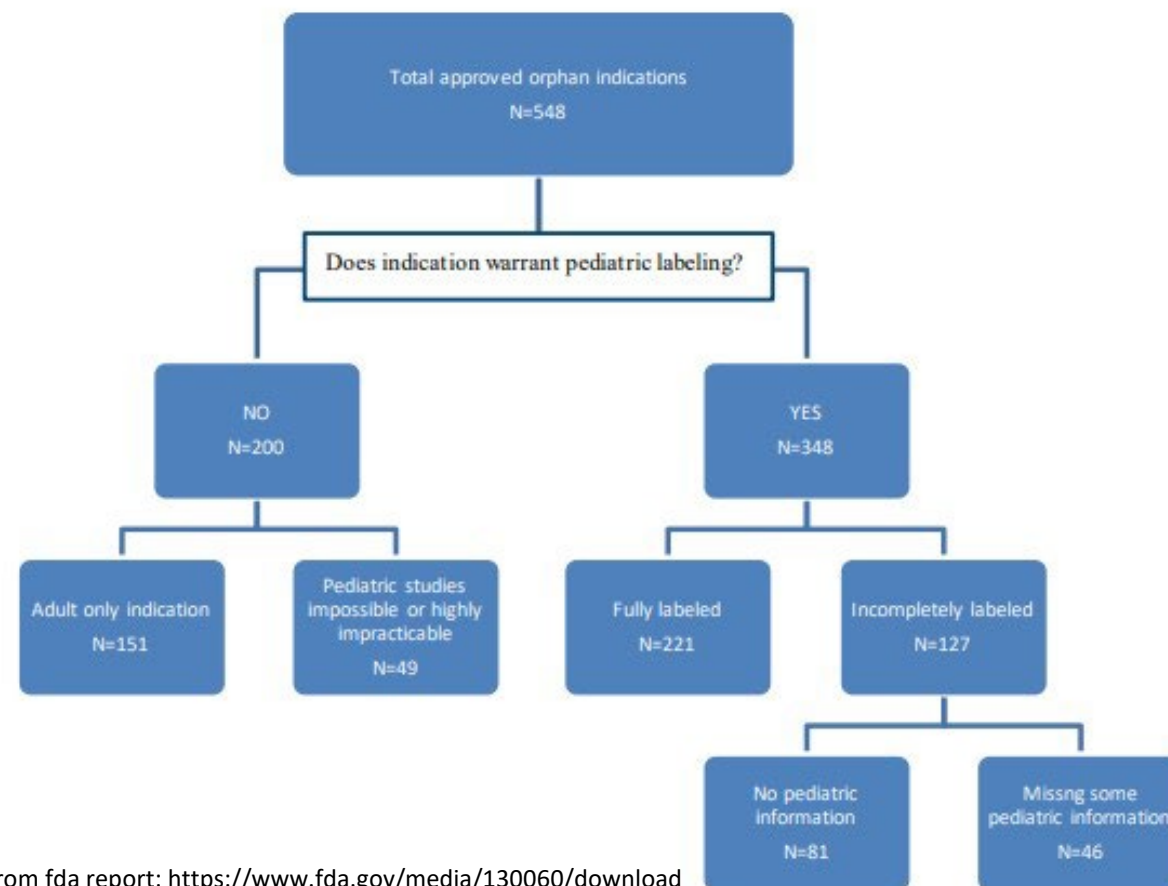 Total approved orphan indications
N=548
Does indication warrant pediatric labeling?
NO
N=200
YES
N=348
Adult only indication
N=151
Pediatric studies
impossible or highly
impracticable
N=49
Fully labeled
N=221
Incompletely labeled
N=127
No pediatric
information
N=81
Missng some
pediatric information
N=46
fda report: https://www.fda.gov/media/130060/download